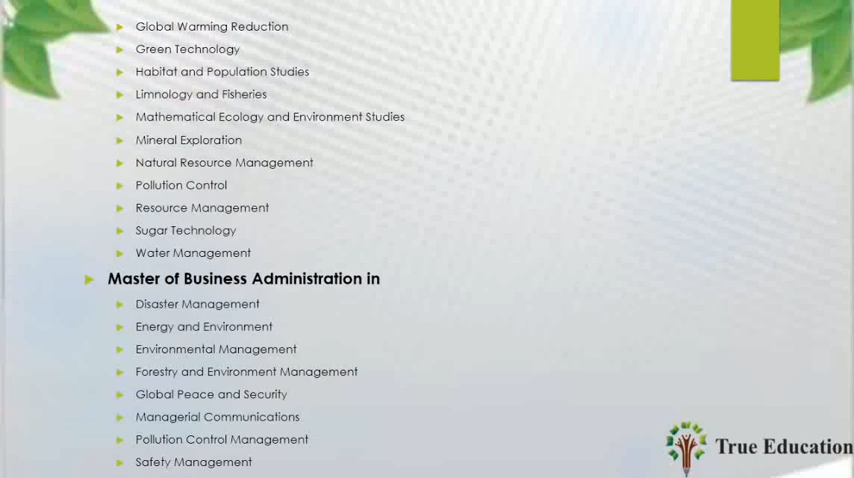 Global Warming Reduction
Green Technology
Habitat and Population Studies
Limnology and Fisheries
Mathematical Ecology and Environment Studies
Mineral Exploration
Natural Resource Management
Pollution Control
Resource Management
Sugar Technology
Water Management
Master of Business Administration in
Disaster Management
Energy and Environment
Environmental Management
Forestry and Environment Management
Global Peace and Security
Managerial Communications
Pollution Control Management
Safety Management
True Education